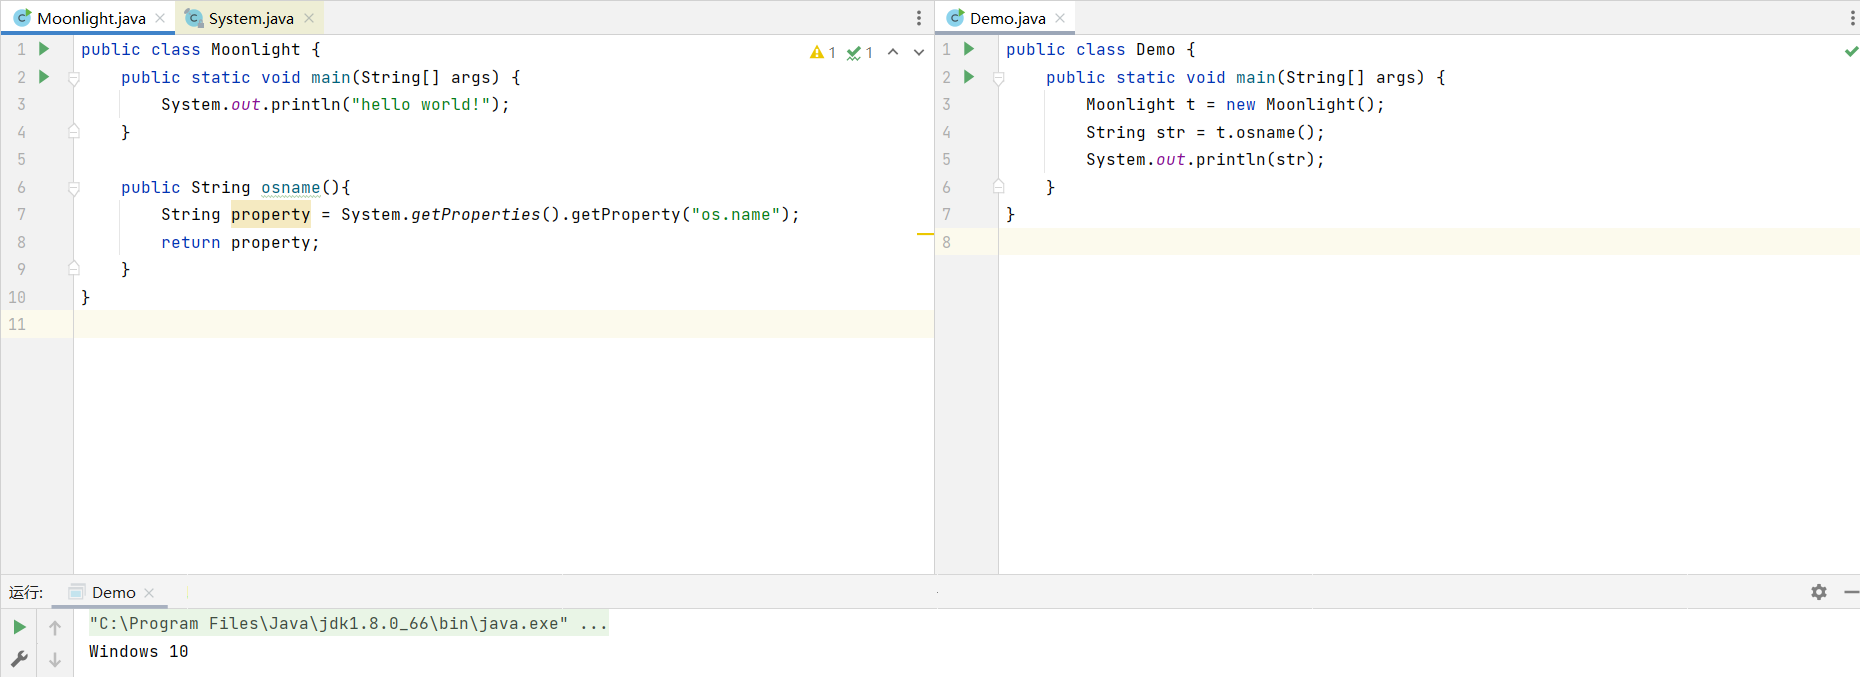 Moonlight.java
System.java
1 public class Moonlight {
2 public static void main(String[] args) {
3 System.out.println("hello world!");
4 }
5
6 public String osname(){
7 String property = System.getProperties().getProperty("os.name");
8 return property;
9 }
10 }
11
1 1
Demo.java
1 public class Demo {
2 public static void main(String[] args) {
3 Moonlight t = new Moonlight();
4 String str = t.osname();
5 System.out.println(str);
6 }
7 }
8
运行: Demo
"C:\Program Files\Java\jdk1.8.0_66\bin\java.exe" ...
Windows 10